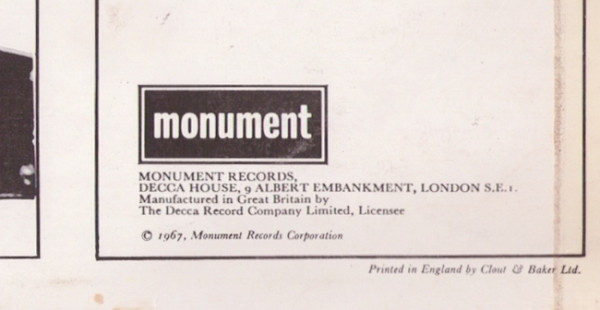 monument
MONUMENT RECORDS,
DECCA HOUSE, 9 ALBERT EMBANKMENT, LONDON S.E.1.
Manufactured in Great Britain by
The Decca Record Company Limited, Licensee
© 1967, Monument Records Corporation
Printed in England by Clout & Baker Ltd.